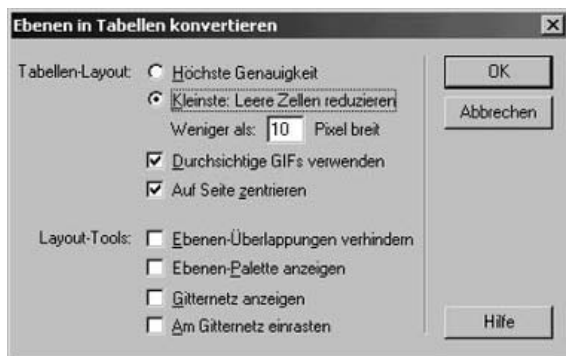 Ebenen in Tabellen konvertieren
Tabellen-Layout: Höchste Genauigkeit
Kleinste: Leere Zellen reduzieren
Weniger als: 10 Pixel breit
Durchsichtige GIFs verwenden
Auf Seite zentrieren
Layout-Tools: Ebenen-Überlappungen verhindern
Ebenen-Palette anzeigen
Gitternetz anzeigen
Am Gitternetz einrasten
OK
Abbrechen
Hilfe